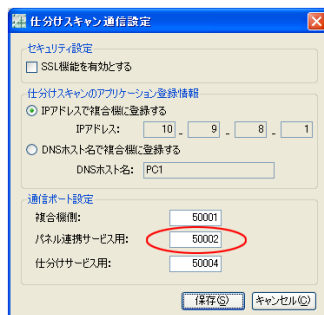 仕分けスキャン通信設定
セキュリティ設定
SSL機能を有効とする
仕分けスキャンのアプリケーション登録情報
IPアドレスで複合機に登録する
IPアドレス: 10 . 9 . 8 . 1
DNSホスト名で複合機に登録する
DNSホスト名: PC1
通信ポート設定
複合機側: 50001
パネル連携サービス用: 50002
仕分けサービス用: 50004
保存(S) キャンセル(C)